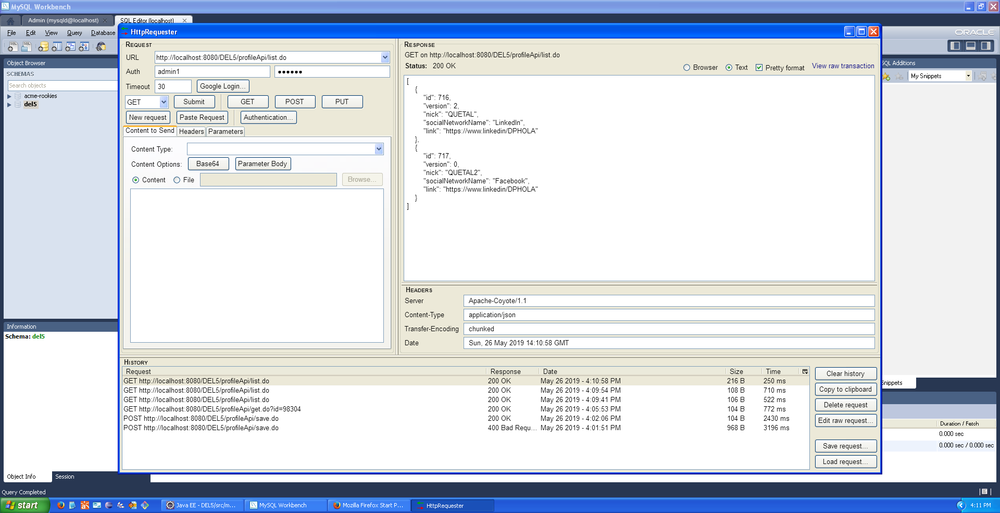 MySQL Workbench
Admin (mysqld@localhost)
SQL Editor (localhost)
File Edit View Query Database
ORACLE
Object Browser
SCHEMAS
Search objects
acme-rookies
del5
Information
Schema: del5
Object Info Session
Query Completed
HttpRequester
REQUEST
URL http://localhost:8080/DEL5/profileApi/list.do
Auth admin1 ●●●●●●
Timeout 30 Google Login...
GET Submit GET POST PUT
New request Paste Request Authentication...
Content to Send Headers Parameters
Content Type:
Content Options: Base64 Parameter Body
Content File Browse...
RESPONSE
GET on http://localhost:8080/DEL5/profileApi/list.do
Status: 200 OK
Browser Text Pretty format View raw transaction
[
{
"id": 716,
"version": 2,
"nick": "QUETAL",
"socialNetworkName": "LinkedIn",
"link": "https://www.linkedin/DPHOLA"
},
{
"id": 717,
"version": 0,
"nick": "QUETAL2",
"socialNetworkName": "Facebook",
"link": "https://www.linkedin/DPHOLA"
}
]
HEADERS
Server Apache-Coyote/1.1
Content-Type application/json
Transfer-Encoding chunked
Date Sun, 26 May 2019 14:10:58 GMT
HISTORY
Request Response Date Size Time
GET http://localhost:8080/DEL5/profileApi/list.do 200 OK May 26 2019 - 4:10:58 PM 216 B 250 ms
GET http://localhost:8080/DEL5/profileApi/list.do 200 OK May 26 2019 - 4:09:54 PM 108 B 710 ms
GET http://localhost:8080/DEL5/profileApi/list.do 200 OK May 26 2019 - 4:09:41 PM 106 B 522 ms
GET http://localhost:8080/DEL5/profileApi/get.do?id=98304 200 OK May 26 2019 - 4:05:53 PM 104 B 772 ms
POST http://localhost:8080/DEL5/profileApi/save.do 200 OK May 26 2019 - 4:02:06 PM 104 B 2430 ms
POST http://localhost:8080/DEL5/profileApi/save.do 400 Bad Requ... May 26 2019 - 4:01:51 PM 968 B 3196 ms
Clear history
Copy to clipboard
Delete request
Edit raw request...
Save request...
Load request...
SQL Additions
My Snippets
Snippets
Duration / Fetch
0.000 sec
0.000 sec / 0.000 sec
start
Java EE - DEL5/src/m...
MySQL Workbench
Mozilla Firefox Start P...
HttpRequester
4:11 PM